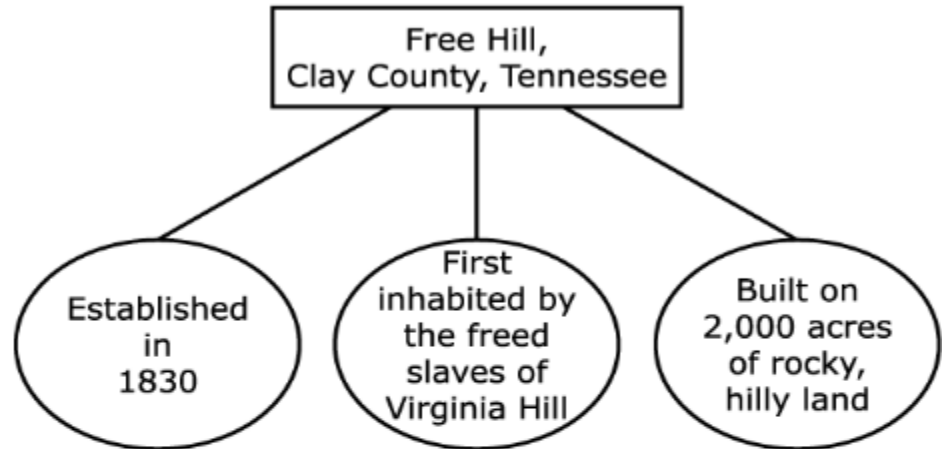 Free Hill,
Clay County, Tennessee
Established
in
1830
First
inhabited by
the freed
slaves of
Virginia Hill
Built on
2,000 acres
of rocky,
hilly land